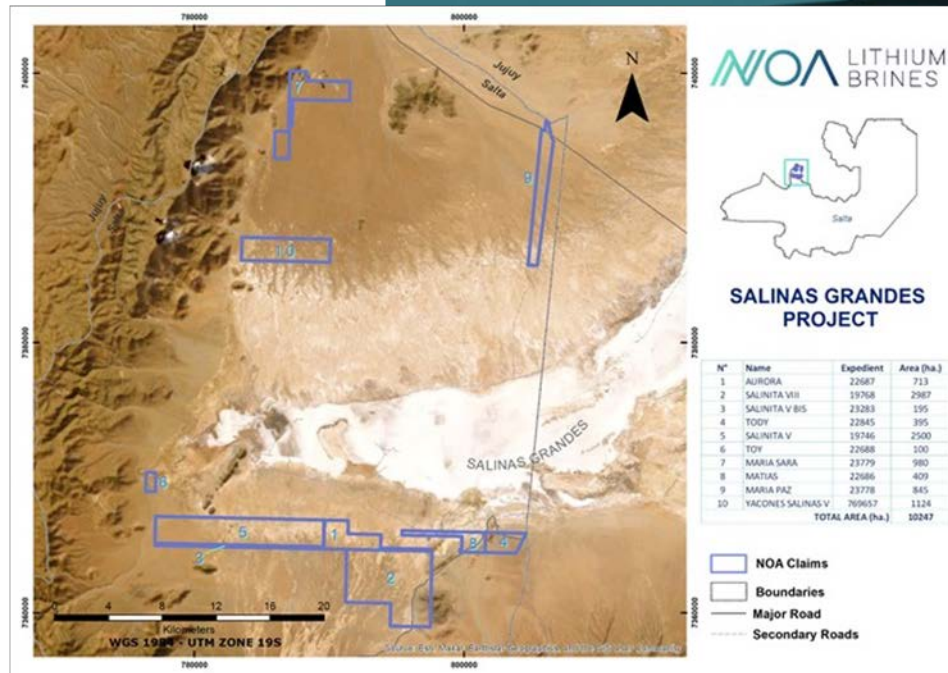 780000
800000
7400000
7380000
7360000
7400000
7380000
7360000
780000
800000
Jujuy
Salta
Jujuy
Salta
N
7
9
10
SALINAS GRANDES
6
5
1
3
8
4
2
0 4 8 12 16 20
Kilometers
WGS 1984 - UTM ZONE 19S
NOA LITHIUM
BRINES
Salta
SALINAS GRANDES
PROJECT
N° Name Expedient Area (ha.)
1 AURORA 22687 713
2 SALINITA VIII 19768 2987
3 SALINITA V BIS 23283 195
4 TODY 22845 395
5 SALINITA V 19746 2500
6 TOY 22688 100
7 MARIA SARA 23779 980
8 MATIAS 22686 409
9 MARIA PAZ 23778 845
10 YACONES SALINAS V 769657 1124
TOTAL AREA (ha.) 10247
NOA Claims
Boundaries
Major Road
Secondary Roads